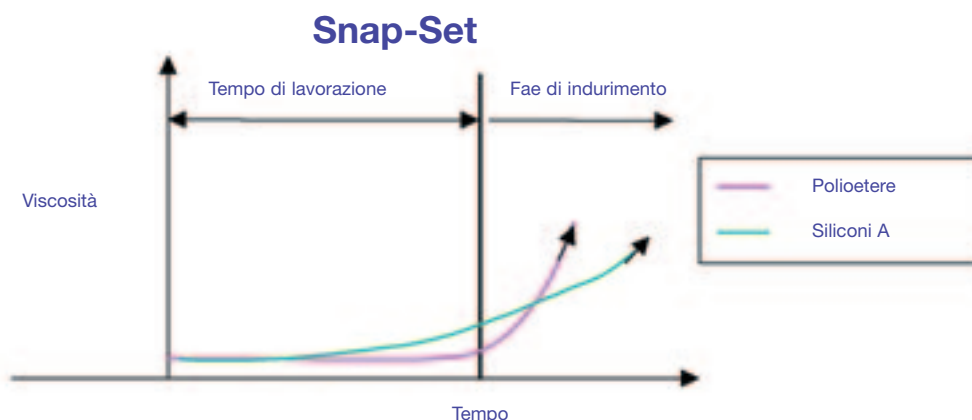 Snap-Set
Tempo di lavorazione
Fae di indurimento
Viscosità
Polioetere
Siliconi A
Tempo